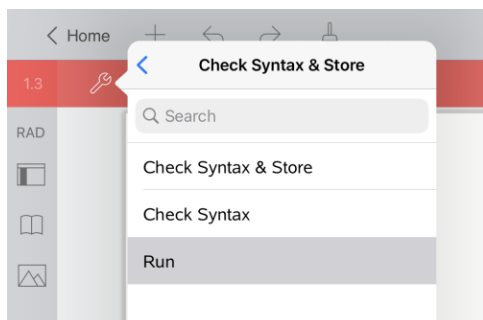 Home
Check Syntax & Store
1.3
Search
RAD
Check Syntax & Store
Check Syntax
Run